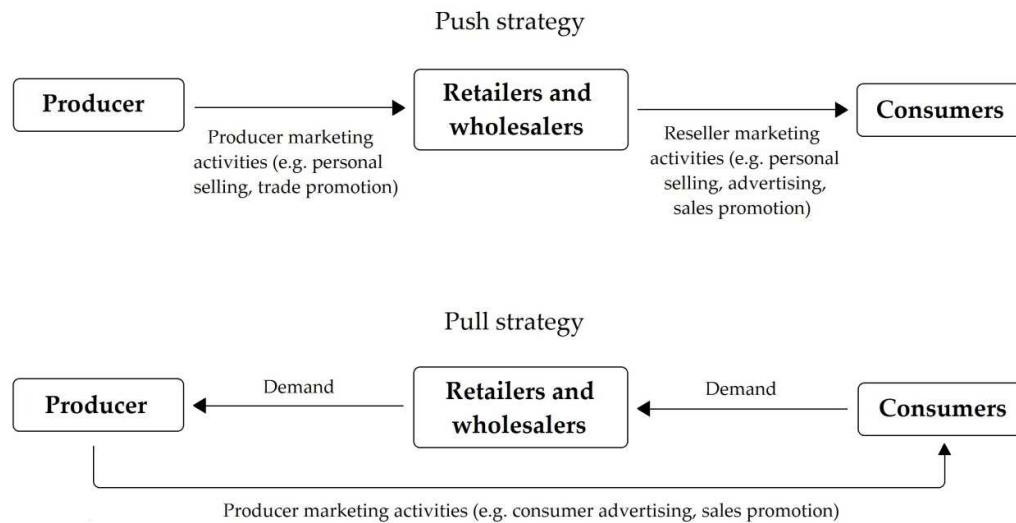 Push strategy
Producer
Retailers and
wholesalers
Consumers
Producer marketing
activities (e.g. personal
selling, trade promotion)
Reseller marketing
activities (e.g. personal
selling, advertising,
sales promotion)
Pull strategy
Producer
Demand
Retailers and
wholesalers
Demand
Consumers
Producer marketing activities (e.g. consumer advertising, sales promotion)